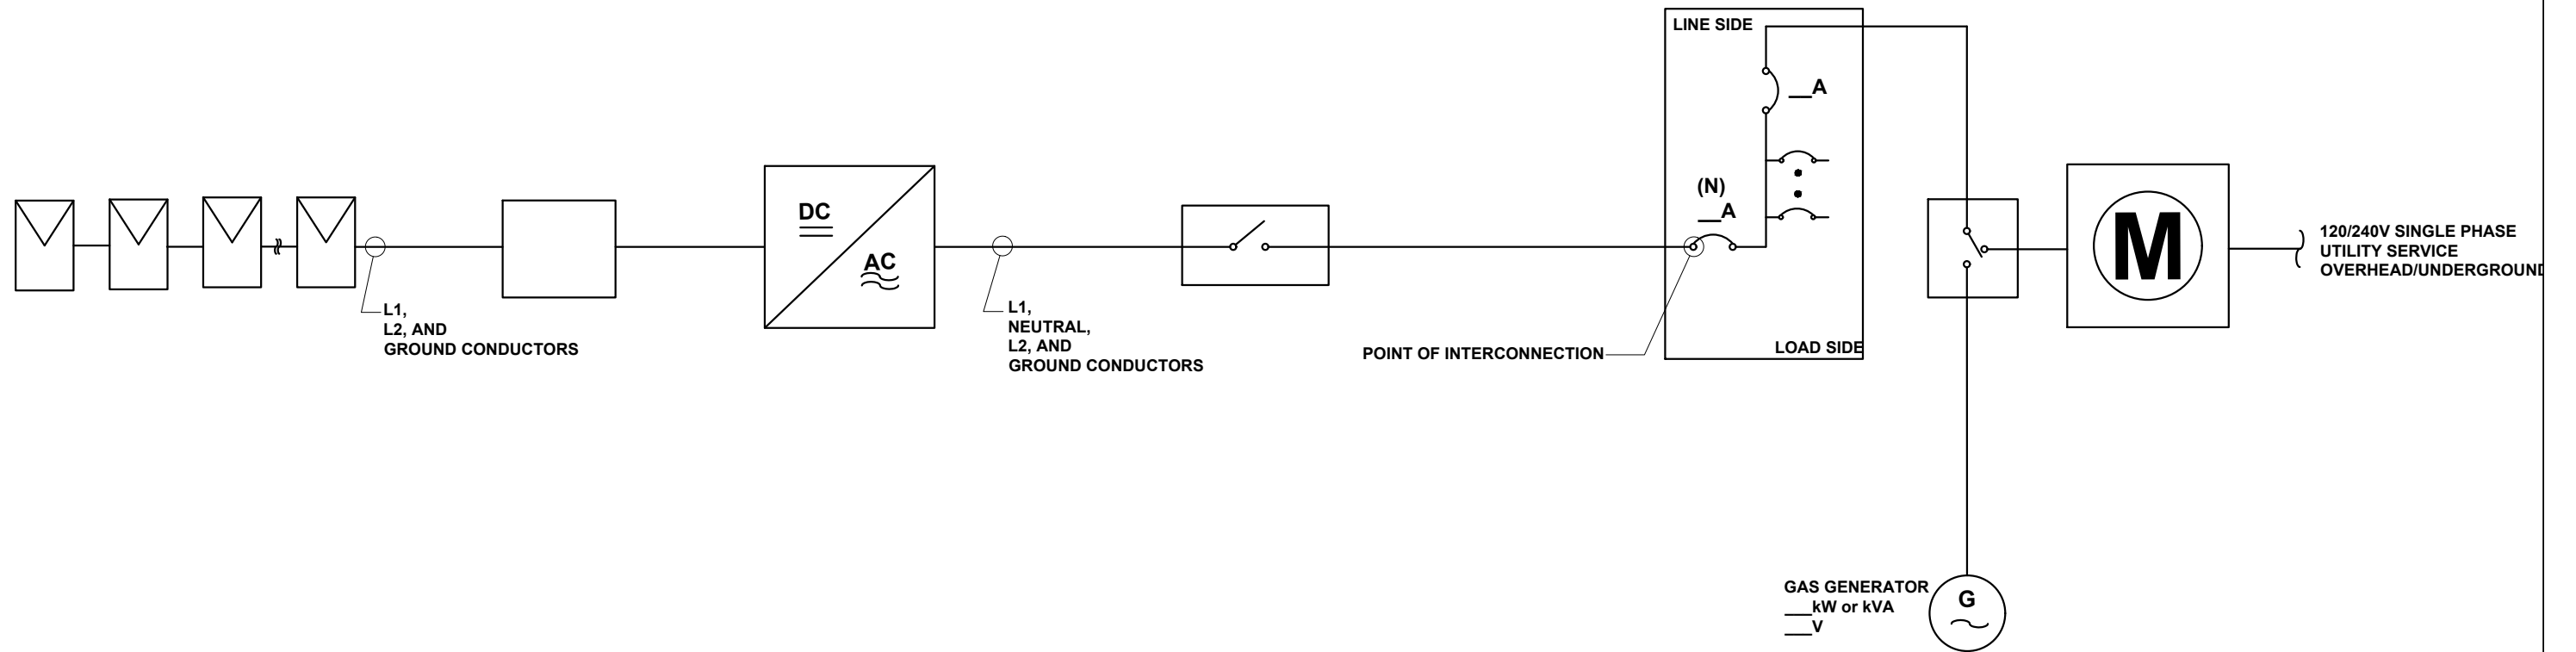 LINE SIDE
__A
(N)
__A
DC
AC
L1,
L2, AND
GROUND CONDUCTORS
L1,
NEUTRAL,
L2, AND
GROUND CONDUCTORS
POINT OF INTERCONNECTION
LOAD SIDE
M
120/240V SINGLE PHASE
UTILITY SERVICE
OVERHEAD/UNDERGROUND
GAS GENERATOR
___kW or kVA
___V
G